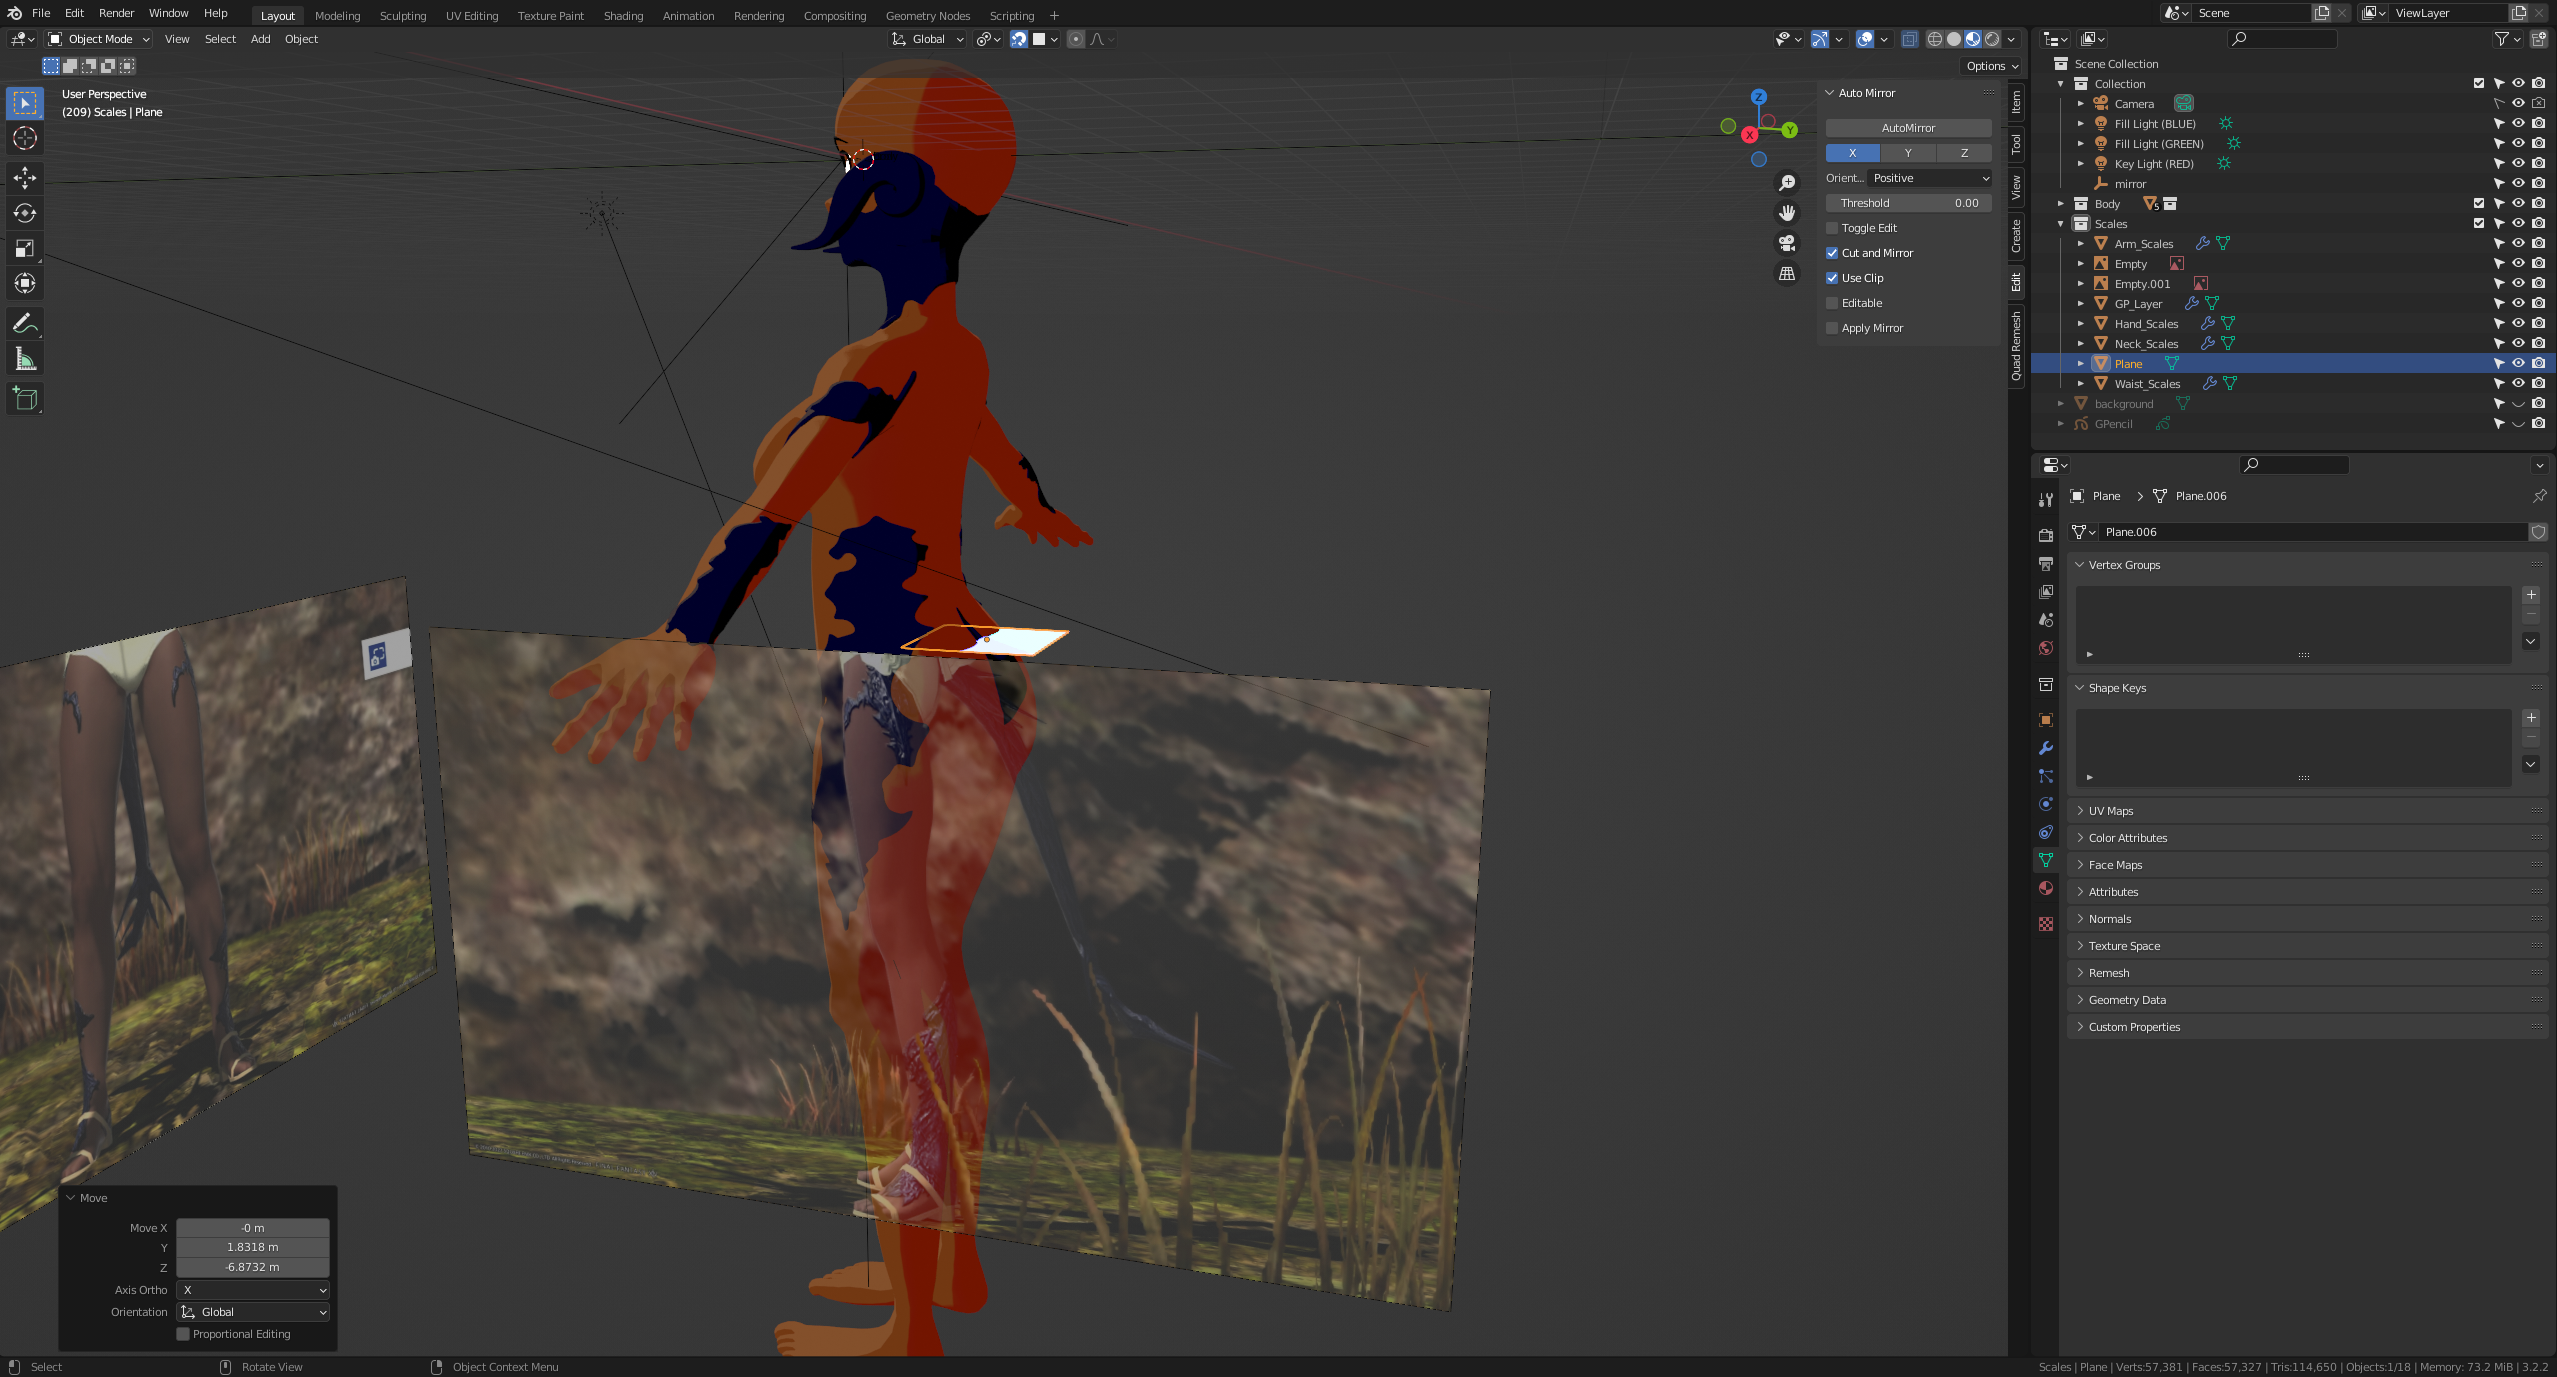 File Edit Render Window Help Layout Modeling Sculpting UV Editing Texture Paint Shading Animation Rendering Compositing Geometry Nodes Scripting + Scene ViewLayer
Object Mode View Select Add Object Global
Options
User Perspective
(209) Scales | Plane
Z
Y
X
Auto Mirror
AutoMirror
X Y Z
Orient... Positive
Threshold 0.00
Toggle Edit
Cut and Mirror
Use Clip
Editable
Apply Mirror
Item
Tool
View
Create
Edit
Quad Remesh
Scene Collection
Collection
Camera
Fill Light (BLUE)
Fill Light (GREEN)
Key Light (RED)
mirror
Body 5
Scales
Arm_Scales
Empty
Empty.001
GP_Layer
Hand_Scales
Neck_Scales
Plane
Waist_Scales
background
GPencil
Plane > Plane.006
Plane.006
Vertex Groups
Shape Keys
UV Maps
Color Attributes
Face Maps
Attributes
Normals
Texture Space
Remesh
Geometry Data
Custom Properties
Move
Move X -0 m
Y 1.8318 m
Z -6.8732 m
Axis Ortho X
Orientation Global
Proportional Editing
Select Rotate View Object Context Menu
Scales | Plane | Verts:57,381 | Faces:57,327 | Tris:114,650 | Objects:1/18 | Memory: 73.2 MiB | 3.2.2